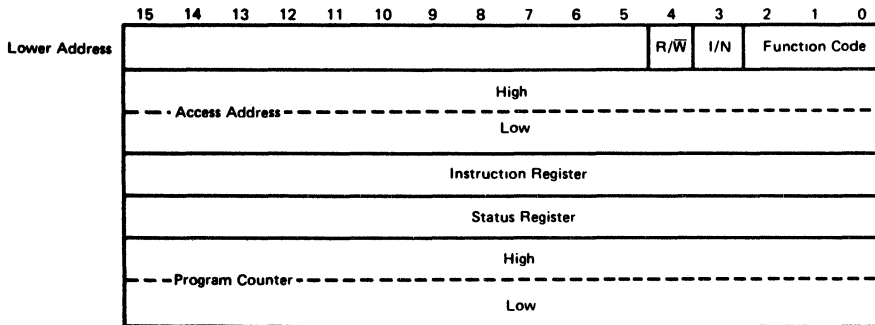 15 14 13 12 11 10 9 8 7 6 5 4 3 2 1 0
Lower Address R/W̅ I/N Function Code
High
Access Address
Low
Instruction Register
Status Register
High
Program Counter
Low